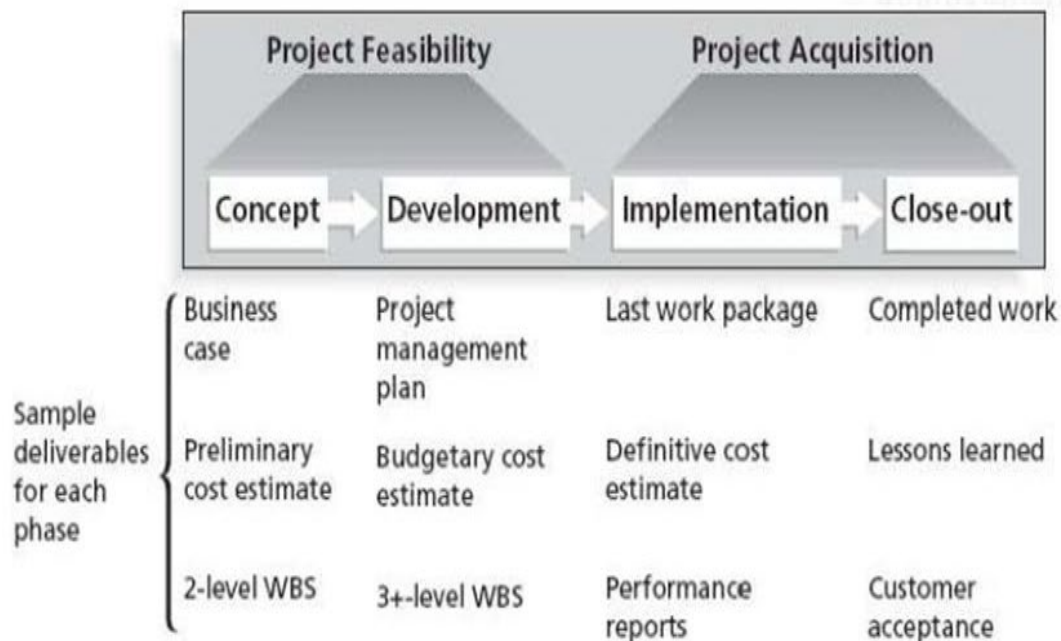 Project Feasibility
Project Acquisition
Concept
Development
Implementation
Close-out
Sample
deliverables
for each
phase
Business
case
Project
management
plan
Last work package
Completed work
Preliminary
cost estimate
Budgetary cost
estimate
Definitive cost
estimate
Lessons learned
2-level WBS
3+-level WBS
Performance
reports
Customer
acceptance